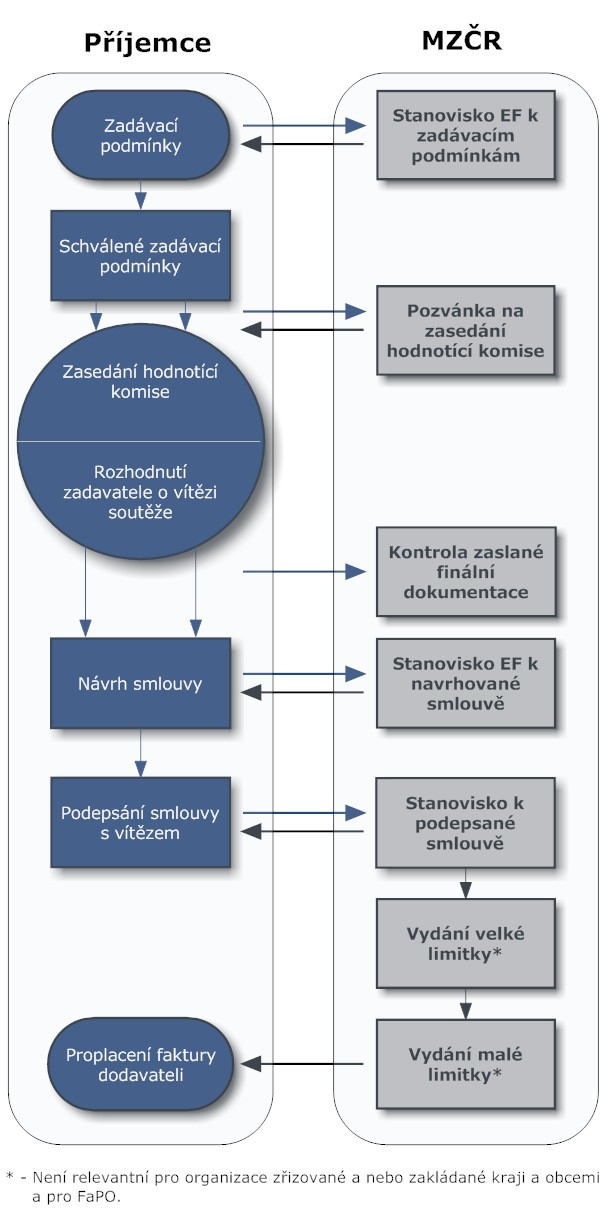 Příjemce
MZČR
Zadávací
podmínky
Stanovisko EF k
zadávacím
podmínkám
Schválené zadávací
podmínky
Pozvánka na
zasedání
hodnotící komise
Zasedání hodnotící
komise
Rozhodnutí
zadavatele o vítězi
soutěže
Kontrola zaslané
finální
dokumentace
Návrh smlouvy
Stanovisko EF k
navrhované
smlouvě
Podepsání smlouvy
s vítězem
Stanovisko k
podepsané
smlouvě
Vydání velké
limitky*
Vydání malé
limitky*
Proplacení faktury
dodavateli
* - Není relevantní pro organizace zřizované a nebo zakládané kraji a obcemi
a pro FaPO.